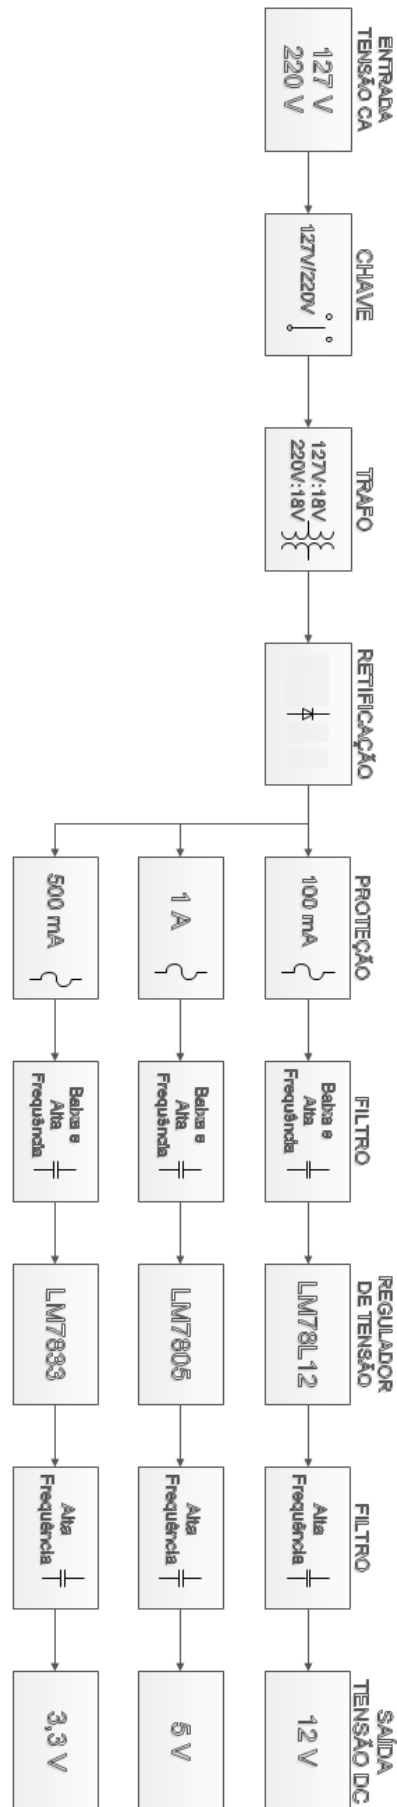 ENTRADA
TENSÃO CA
127 V
220 V
CHAVE
127V/220V
TRAFO
127V:18V
220V:18V
RETIFICAÇÃO
PROTEÇÃO
100 mA
1 A
500 mA
FILTRO
Baixa e
Alta
Frequência
Baixa e
Alta
Frequência
Baixa e
Alta
Frequência
REGULADOR
DE TENSÃO
LM78L12
LM7805
LM7833
FILTRO
Alta
Frequência
Alta
Frequência
Alta
Frequência
SAÍDA
TENSÃO DC
12 V
5 V
3,3 V